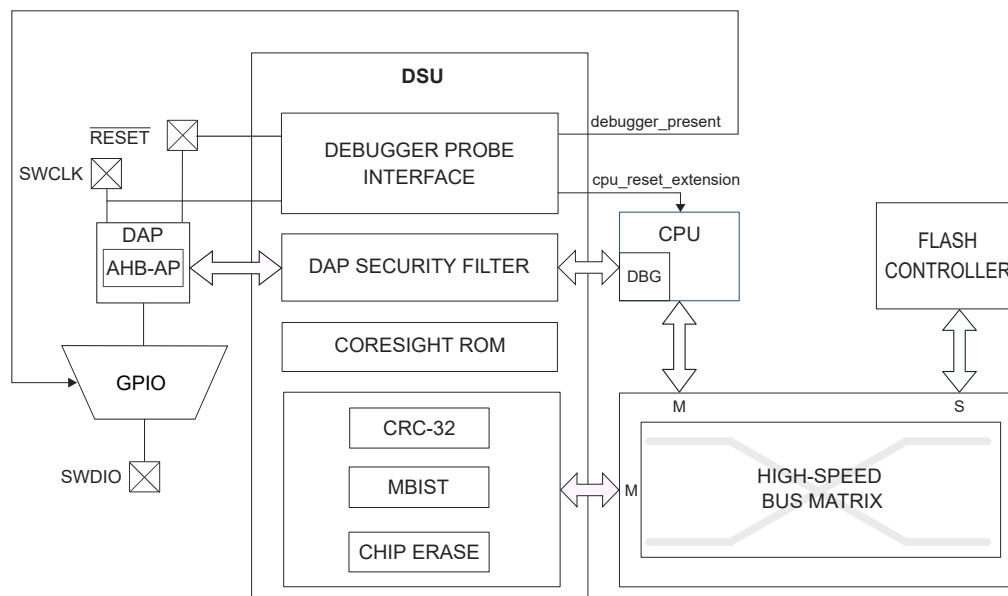 DSU
debugger_present
RESET
DEBUGGER PROBE
INTERFACE
SWCLK
cpu_reset_extension
DAP
AHB-AP
DAP SECURITY FILTER
CPU
DBG
FLASH
CONTROLLER
CORESIGHT ROM
GPIO
M
S
CRC-32
SWDIO
MBIST
M
HIGH-SPEED
BUS MATRIX
CHIP ERASE